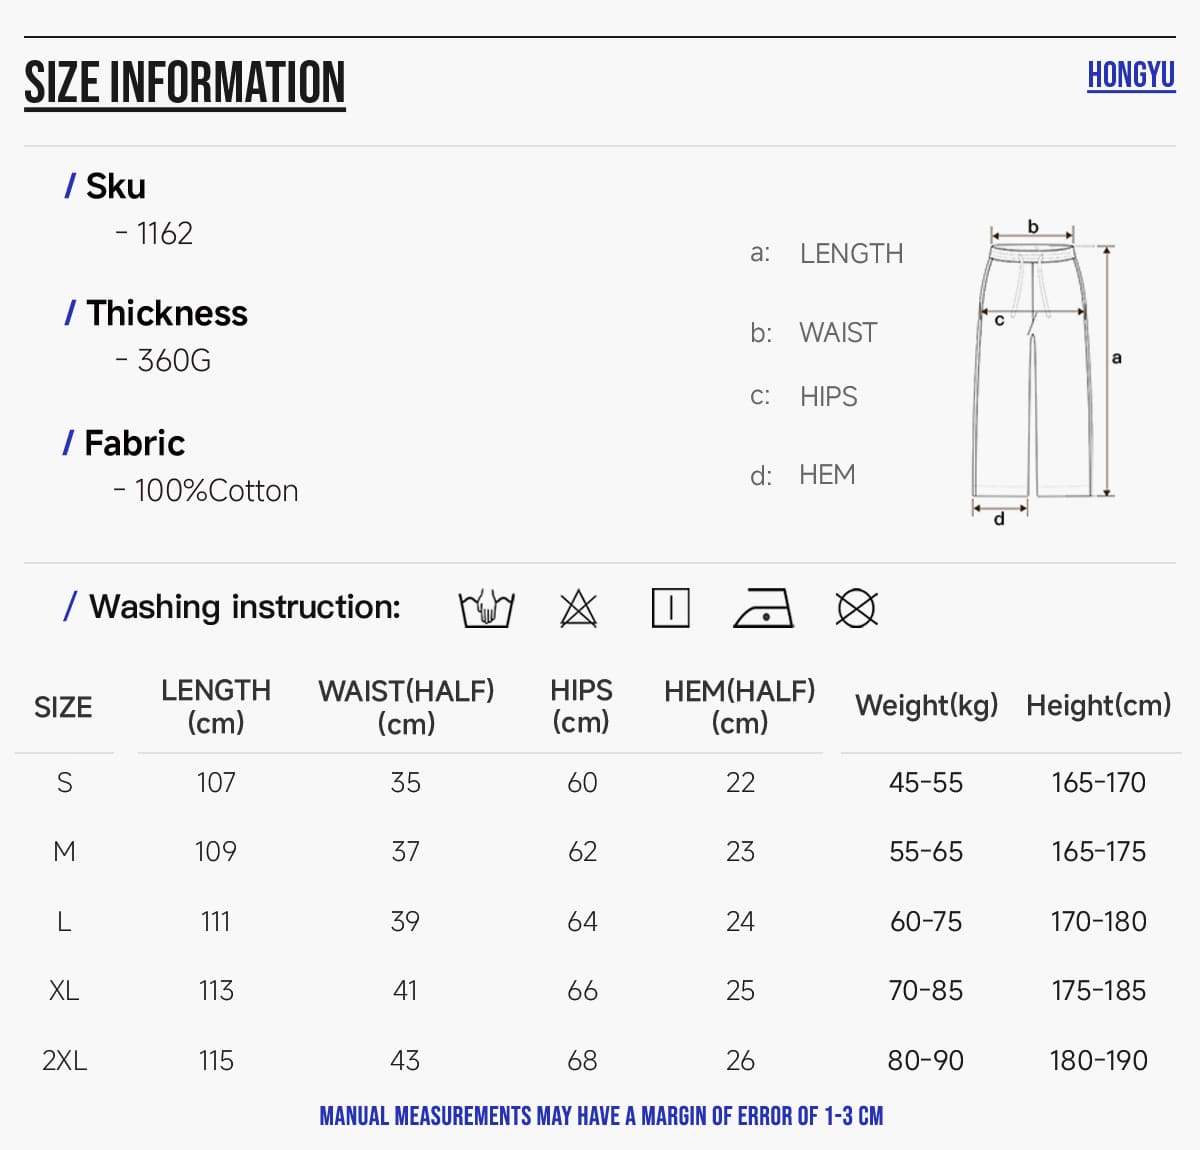 SIZE INFORMATION
HONGYU
/ Sku
- 1162
/ Thickness
- 360G
/ Fabric
- 100%Cotton
a: LENGTH
b: WAIST
c: HIPS
d: HEM
b
c
a
d
/ Washing instruction:
SIZE LENGTH (cm) WAIST(HALF) (cm) HIPS (cm) HEM(HALF) (cm) Weight(kg) Height(cm)
S 107 35 60 22 45-55 165-170
M 109 37 62 23 55-65 165-175
L 111 39 64 24 60-75 170-180
XL 113 41 66 25 70-85 175-185
2XL 115 43 68 26 80-90 180-190
MANUAL MEASUREMENTS MAY HAVE A MARGIN OF ERROR OF 1-3 CM